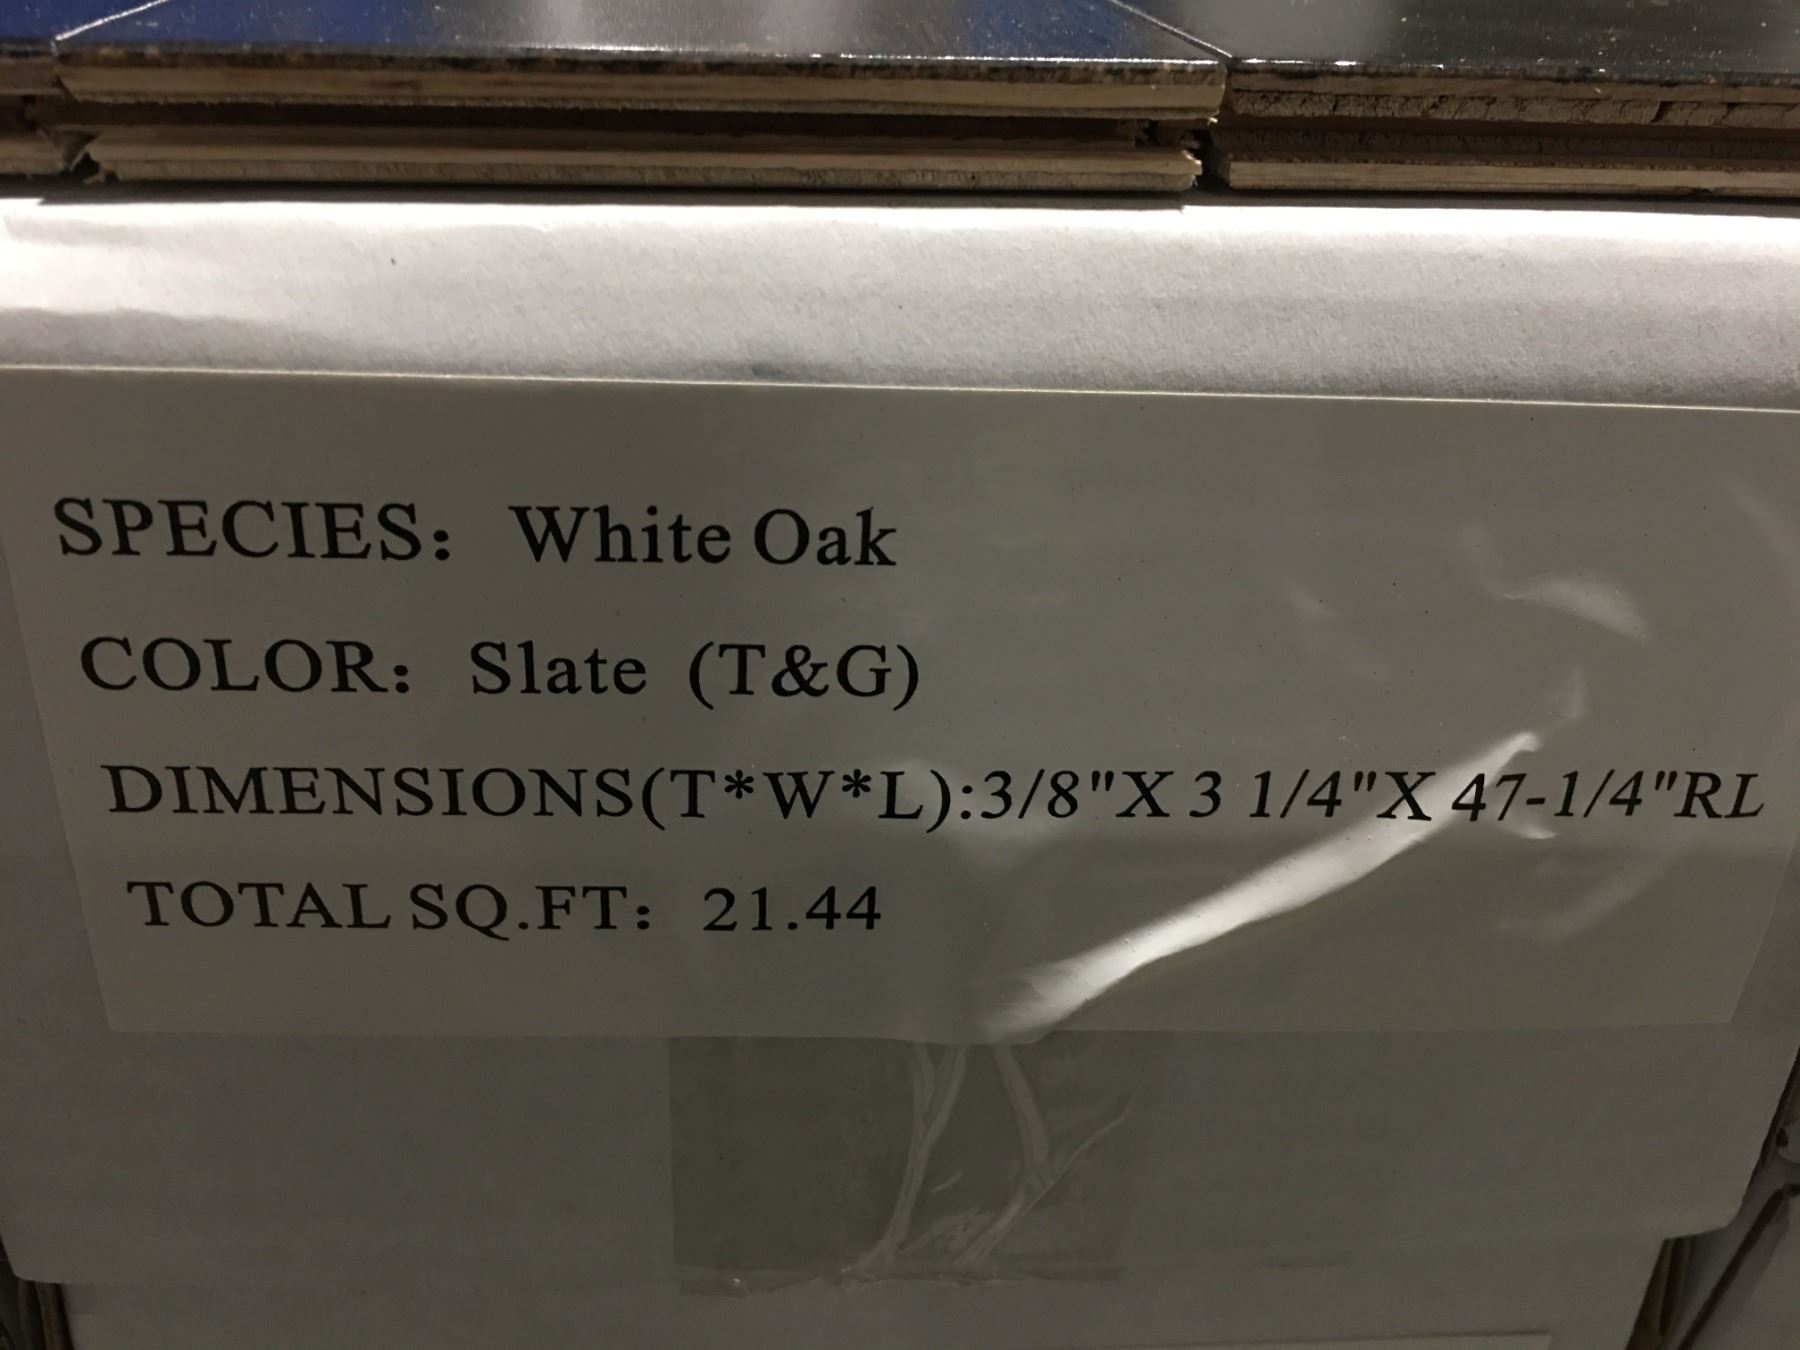 SPECIES: White Oak
COLOR: Slate (T&G)
DIMENSIONS(T*W*L):3/8"X 3 1/4"X 47-1/4"RL
TOTAL SQ.FT: 21.44